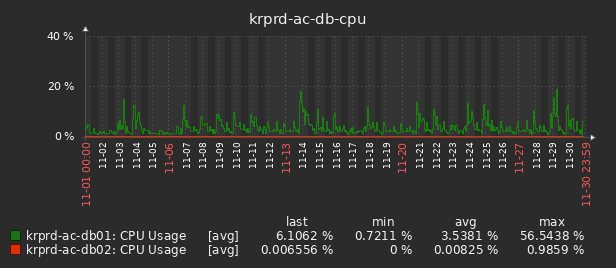 krprd-ac-db-cpu
40 %
20 %
0 %
11-01 00:00 11-02 11-03 11-04 11-05 11-06 11-07 11-08 11-09 11-10 11-11 11-12 11-13 11-14 11-15 11-16 11-17 11-18 11-19 11-20 11-21 11-22 11-23 11-24 11-25 11-26 11-27 11-28 11-29 11-30 11-30 23:59
last min avg max
krprd-ac-db01: CPU Usage [avg] 6.1062 % 0.7211 % 3.5381 % 56.5438 %
krprd-ac-db02: CPU Usage [avg] 0.006556 % 0 % 0.00825 % 0.9859 %